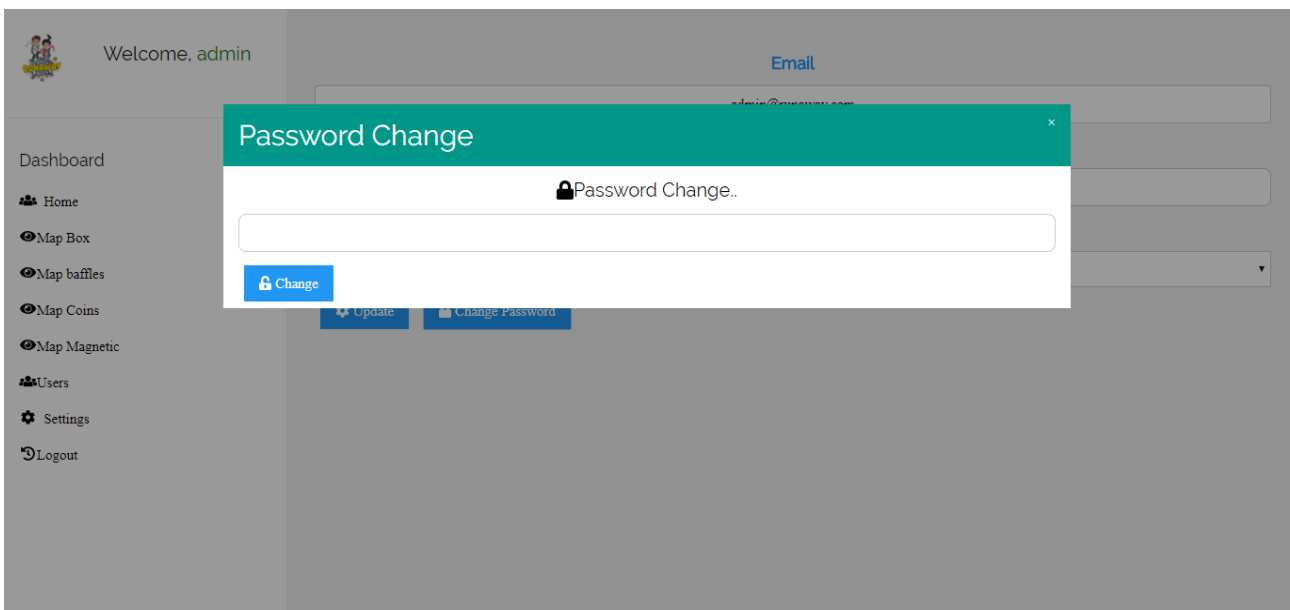 Welcome, admin
Email
Password Change
×
Password Change..
Change
Update
Change Password
Dashboard
Home
Map Box
Map baffles
Map Coins
Map Magnetic
Users
Settings
Logout